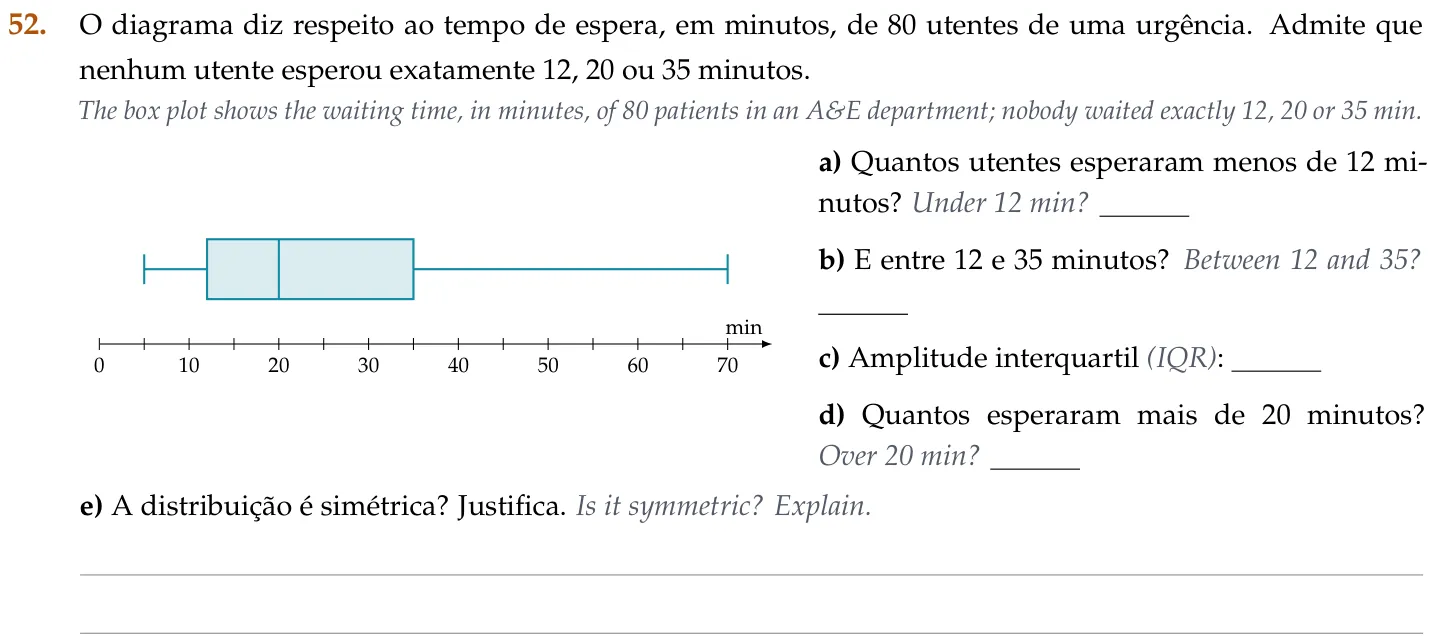 52. O diagrama diz respeito ao tempo de espera, em minutos, de 80 utentes de uma urgência. Admite que
nenhum utente esperou exatamente 12, 20 ou 35 minutos.
The box plot shows the waiting time, in minutes, of 80 patients in an A&E department; nobody waited exactly 12, 20 or 35 min.
a) Quantos utentes esperaram menos de 12 mi-
nutos? Under 12 min? ______
b) E entre 12 e 35 minutos? Between 12 and 35?
______
min
0 10 20 30 40 50 60 70
c) Amplitude interquartil (IQR): ______
d) Quantos esperaram mais de 20 minutos?
Over 20 min? ______
e) A distribuição é simétrica? Justifica. Is it symmetric? Explain.